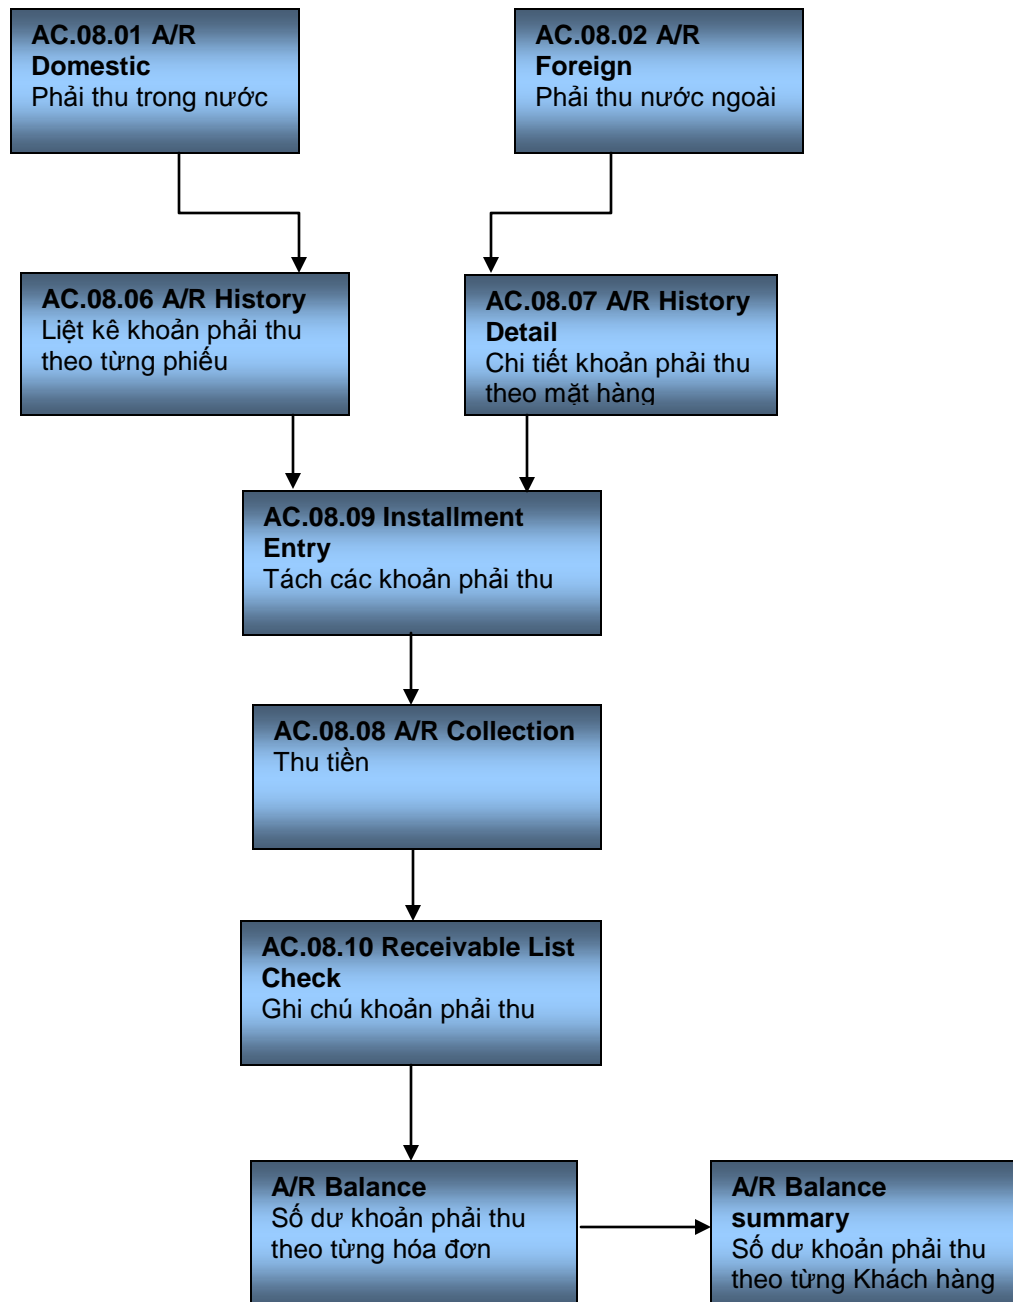 AC.08.01 A/R
Domestic
Phải thu trong nước
AC.08.02 A/R
Foreign
Phải thu nước ngoài
AC.08.06 A/R History
Liệt kê khoản phải thu
theo từng phiếu
AC.08.07 A/R History
Detail
Chi tiết khoản phải thu
theo mặt hàng
AC.08.09 Installment
Entry
Tách các khoản phải thu
AC.08.08 A/R Collection
Thu tiền
AC.08.10 Receivable List
Check
Ghi chú khoản phải thu
A/R Balance
Số dư khoản phải thu
theo từng hóa đơn
A/R Balance
summary
Số dư khoản phải thu
theo từng Khách hàng